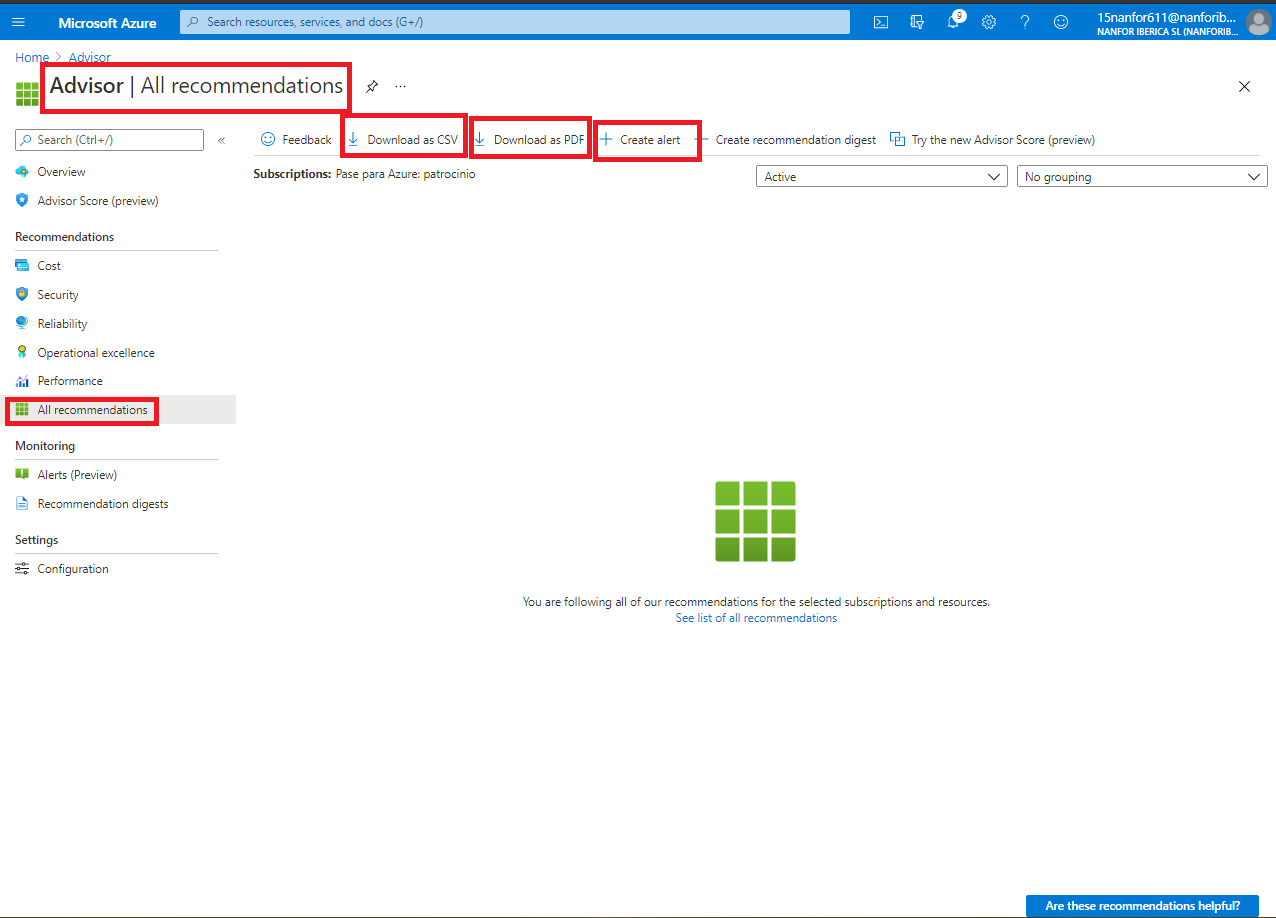 Microsoft Azure
Search resources, services, and docs (G+/)
9
15nanfor611@nanforib...
NANFOR IBERICA SL (NANFORIB...
Home > Advisor
Advisor | All recommendations
...
Search (Ctrl+/)
«
Feedback
Download as CSV
Download as PDF
Create alert
Create recommendation digest
Try the new Advisor Score (preview)
Subscriptions: Pase para Azure: patrocinio
Active
No grouping
Overview
Advisor Score (preview)
Recommendations
Cost
Security
Reliability
Operational excellence
Performance
All recommendations
Monitoring
Alerts (Preview)
Recommendation digests
Settings
Configuration
You are following all of our recommendations for the selected subscriptions and resources.
See list of all recommendations
Are these recommendations helpful?